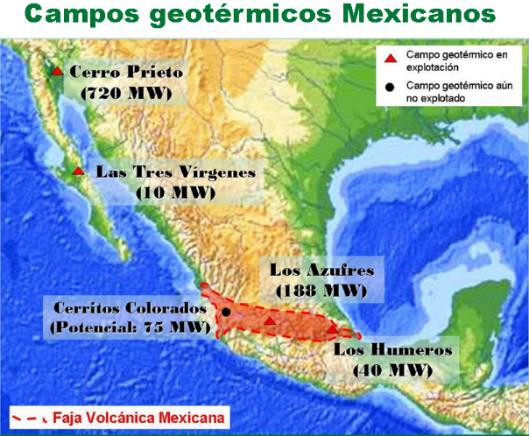 Campos geotérmicos Mexicanos
Campo geotérmico en
explotación
Campo geotérmico aún
no explotado
Cerro Prieto
(720 MW)
Las Tres Vírgenes
(10 MW)
Los Azufres
(188 MW)
Cerritos Colorados
(Potencial: 75 MW)
Los Humeros
(40 MW)
Faja Volcánica Mexicana